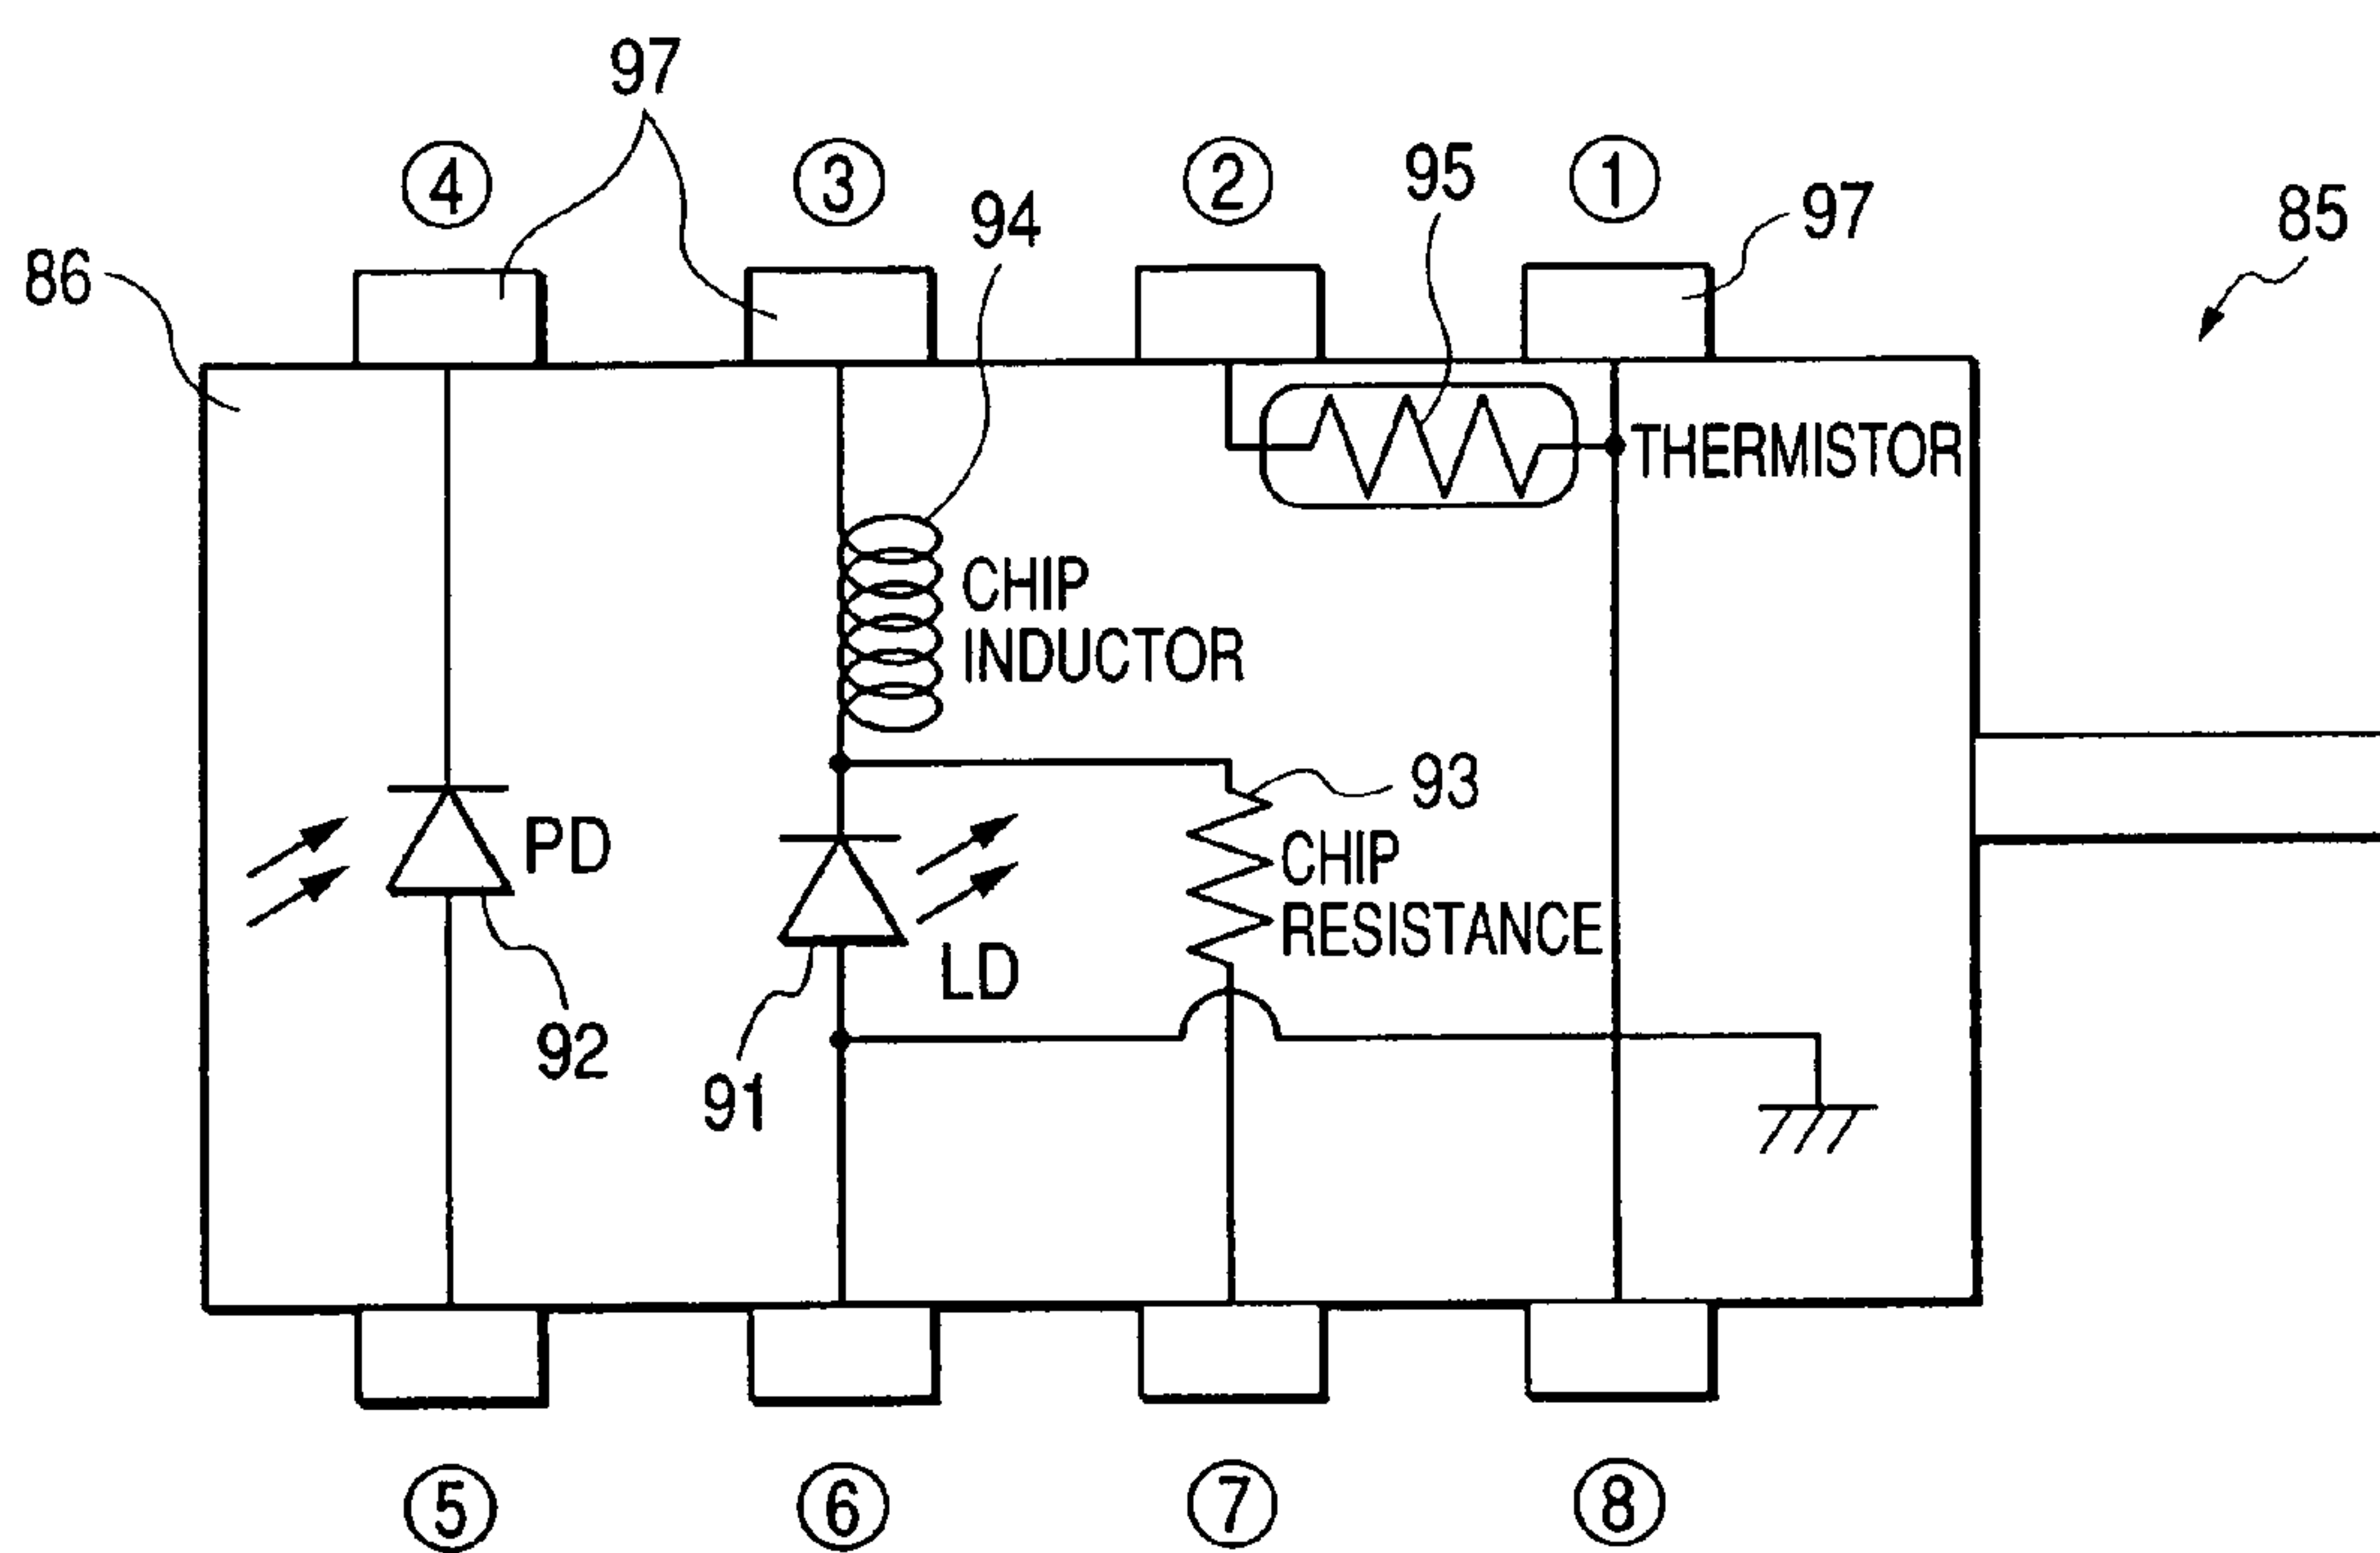 97
④
③
②
95
①
97
85
94
86
THERMISTOR
CHIP
INDUCTOR
93
PD
CHIP
RESISTANCE
LD
92
91
⑤
⑥
⑦
⑧